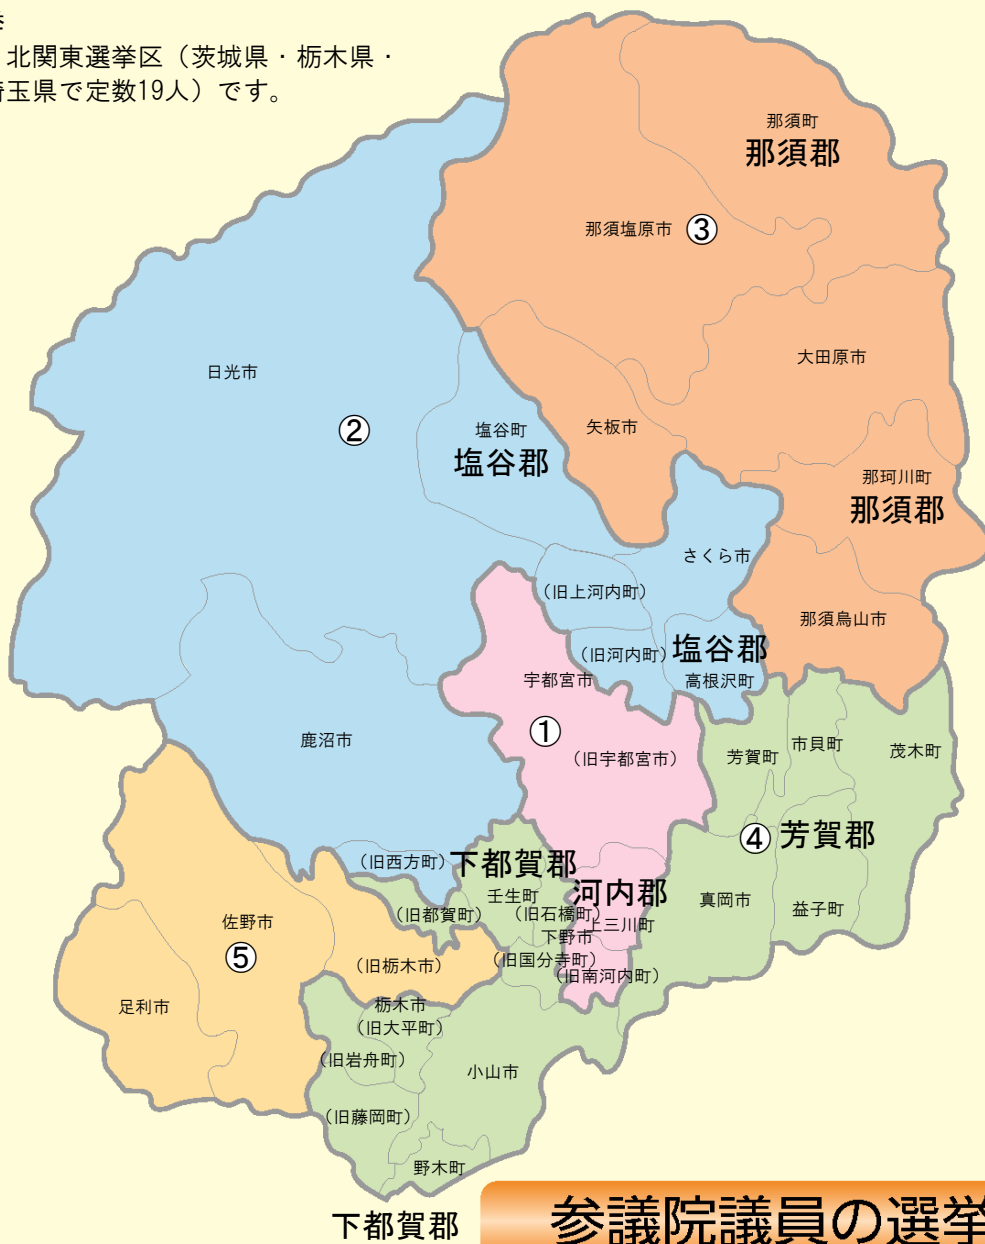 北関東選挙区（茨城県・栃木県・
埼玉県で定数19人）です。
那須町
那須郡
那須塩原市
③
大田原市
日光市
②
塩谷町
塩谷郡
矢板市
那珂川町
那須郡
さくら市
（旧上河内町）
那須烏山市
（旧河内町）
塩谷郡
高根沢町
宇都宮市
①
（旧宇都宮市）
鹿沼市
芳賀町
市貝町
茂木町
④
芳賀郡
真岡市
益子町
（旧西方町）
下都賀郡
壬生町
河内郡
上三川町
（旧都賀町）
（旧石橋町）
下野市
（旧国分寺町）
（旧南河内町）
佐野市
⑤
（旧栃木市）
足利市
栃木市
（旧大平町）
（旧岩舟町）
小山市
（旧藤岡町）
野木町
下都賀郡
参議院議員の選挙